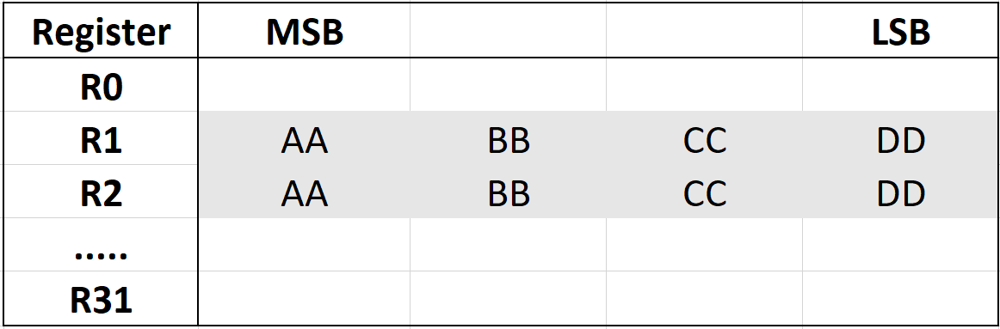 Register MSB LSB
R0
R1 AA BB CC DD
R2 AA BB CC DD
.....
R31